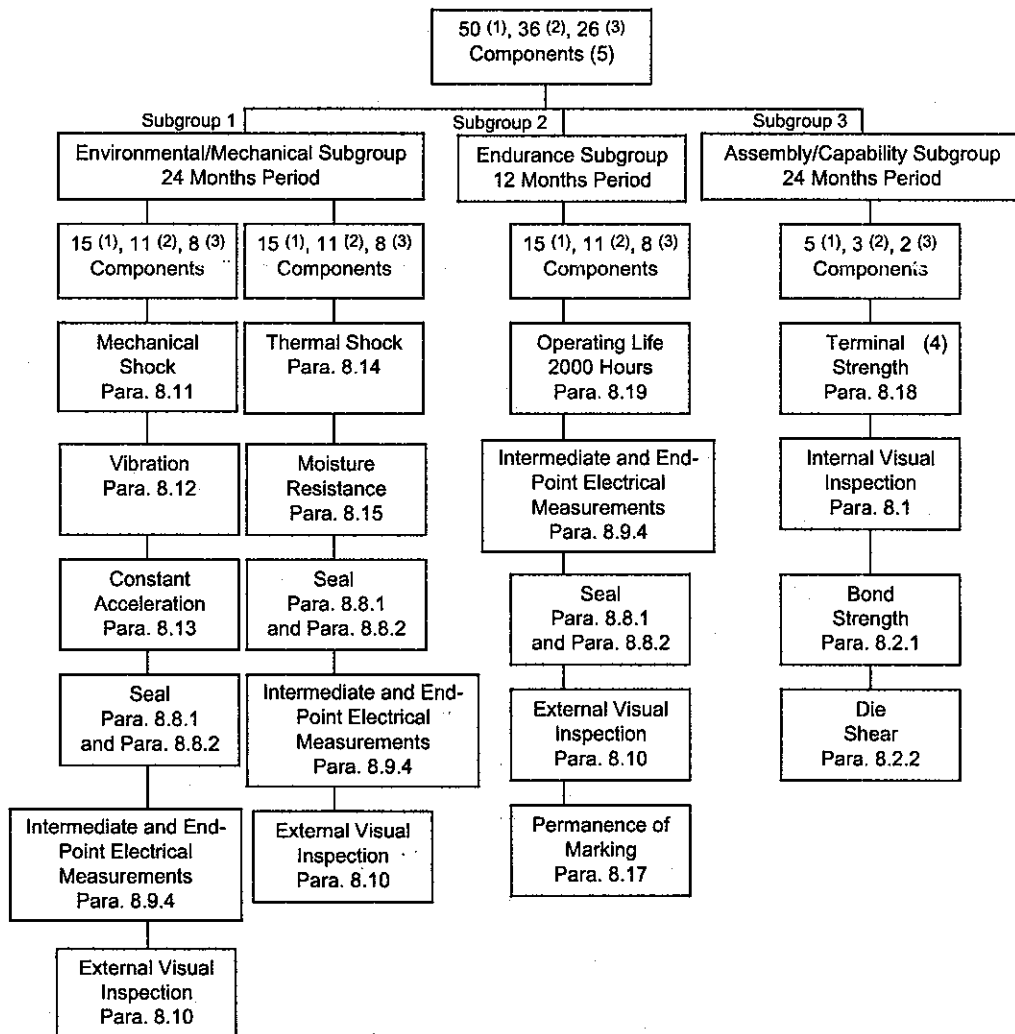 50 (1), 36 (2), 26 (3)
Components (5)
Subgroup 1
Subgroup 2
Subgroup 3
Environmental/Mechanical Subgroup
24 Months Period
Endurance Subgroup
12 Months Period
Assembly/Capability Subgroup
24 Months Period
15 (1), 11 (2), 8 (3)
Components
15 (1), 11 (2), 8 (3)
Components
15 (1), 11 (2), 8 (3)
Components
5 (1), 3 (2), 2 (3)
Components
Mechanical
Shock
Para. 8.11
Thermal Shock
Para. 8.14
Operating Life
2000 Hours
Para. 8.19
Terminal (4)
Strength
Para. 8.18
Vibration
Para. 8.12
Moisture
Resistance
Para. 8.15
Intermediate and End-
Point Electrical
Measurements
Para. 8.9.4
Internal Visual
Inspection
Para. 8.1
Constant
Acceleration
Para. 8.13
Seal
Para. 8.8.1
and Para. 8.8.2
Seal
Para. 8.8.1
and Para. 8.8.2
Bond
Strength
Para. 8.2.1
Seal
Para. 8.8.1
and Para. 8.8.2
Intermediate and End-
Point Electrical
Measurements
Para. 8.9.4
External Visual
Inspection
Para. 8.10
Die
Shear
Para. 8.2.2
Intermediate and End-
Point Electrical
Measurements
Para. 8.9.4
External Visual
Inspection
Para. 8.10
Permanence of
Marking
Para. 8.17
External Visual
Inspection
Para. 8.10